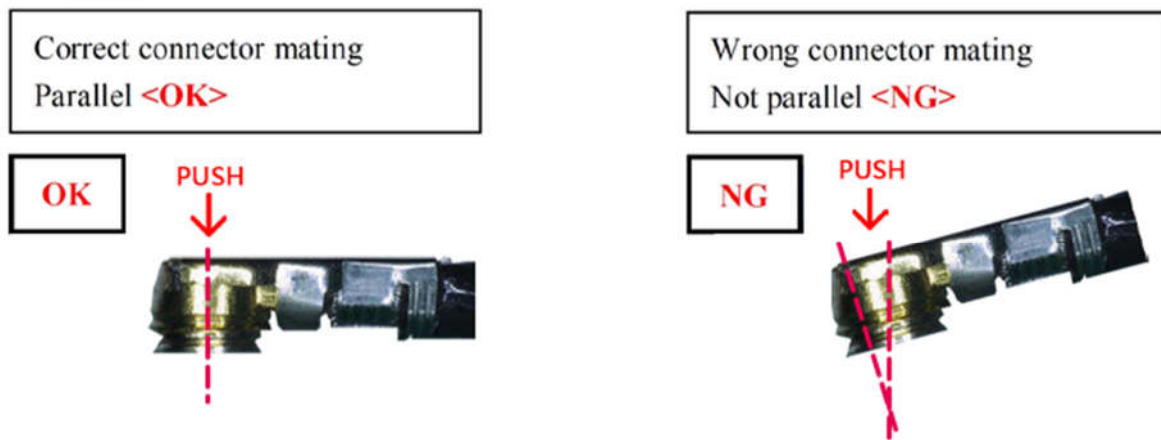 Correct connector mating
Parallel <OK>
Wrong connector mating
Not parallel <NG>
OK
PUSH
NG
PUSH